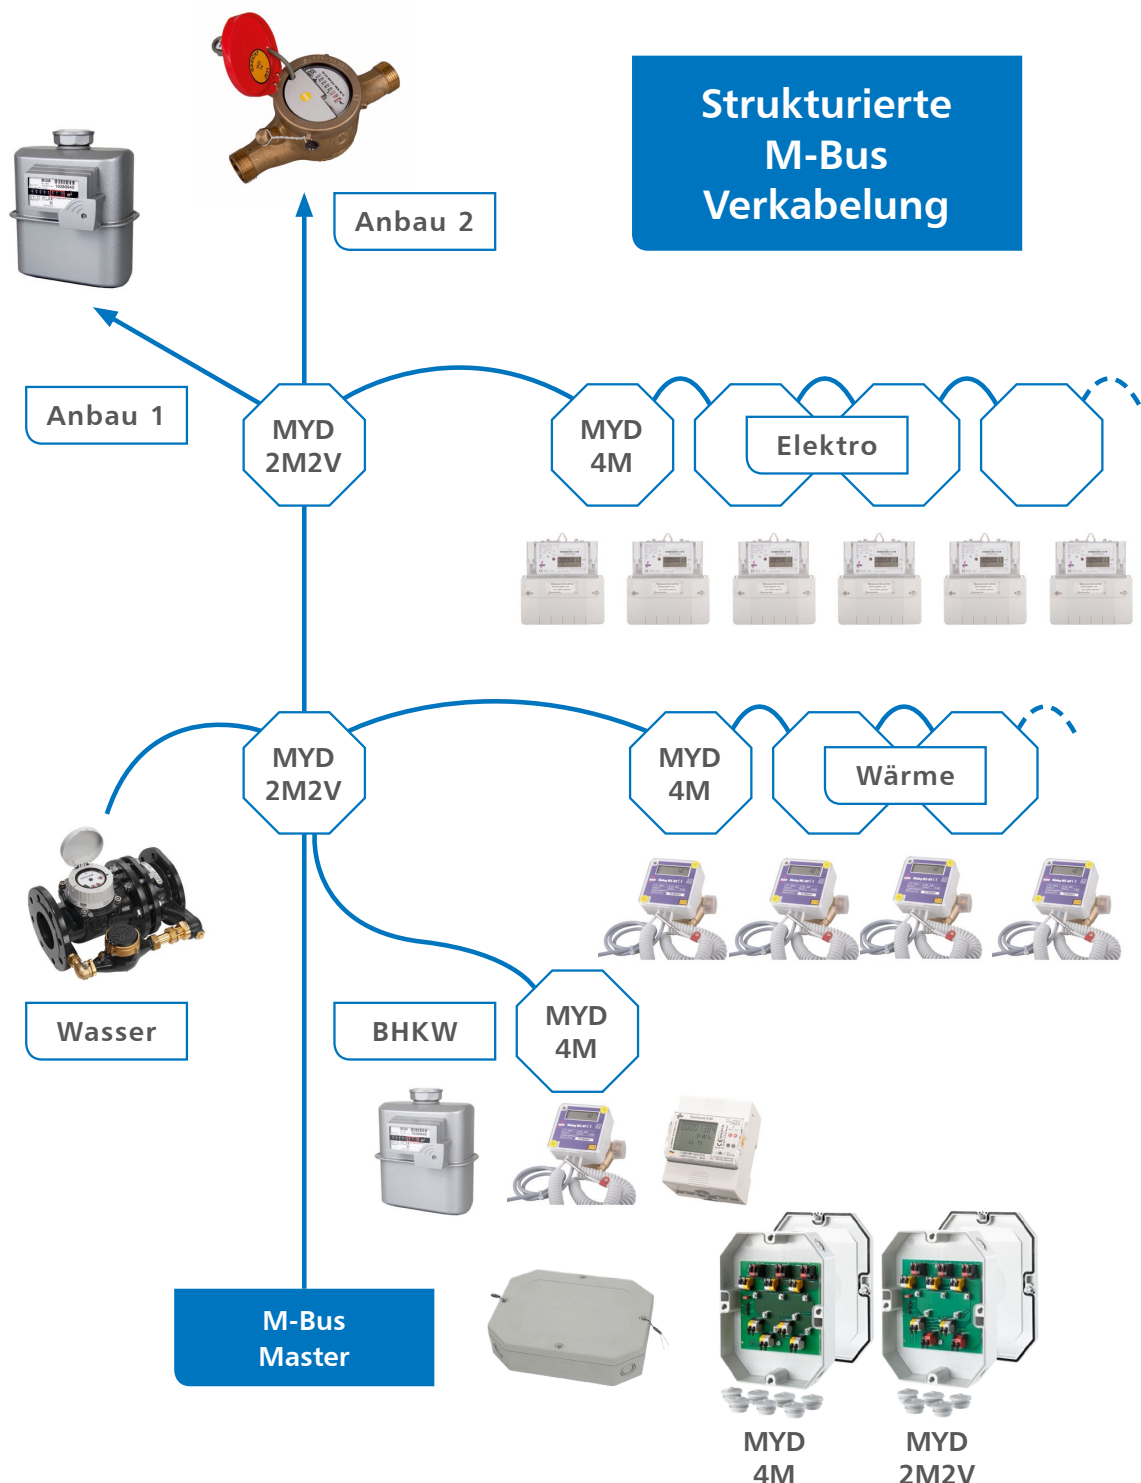 Strukturierte
M-Bus
Verkabelung
Anbau 2
Anbau 1
MYD
2M2V
MYD
4M
Elektro
MYD
2M2V
MYD
4M
Wärme
Wasser
BHKW
MYD
4M
M-Bus
Master
MYD
4M
MYD
2M2V